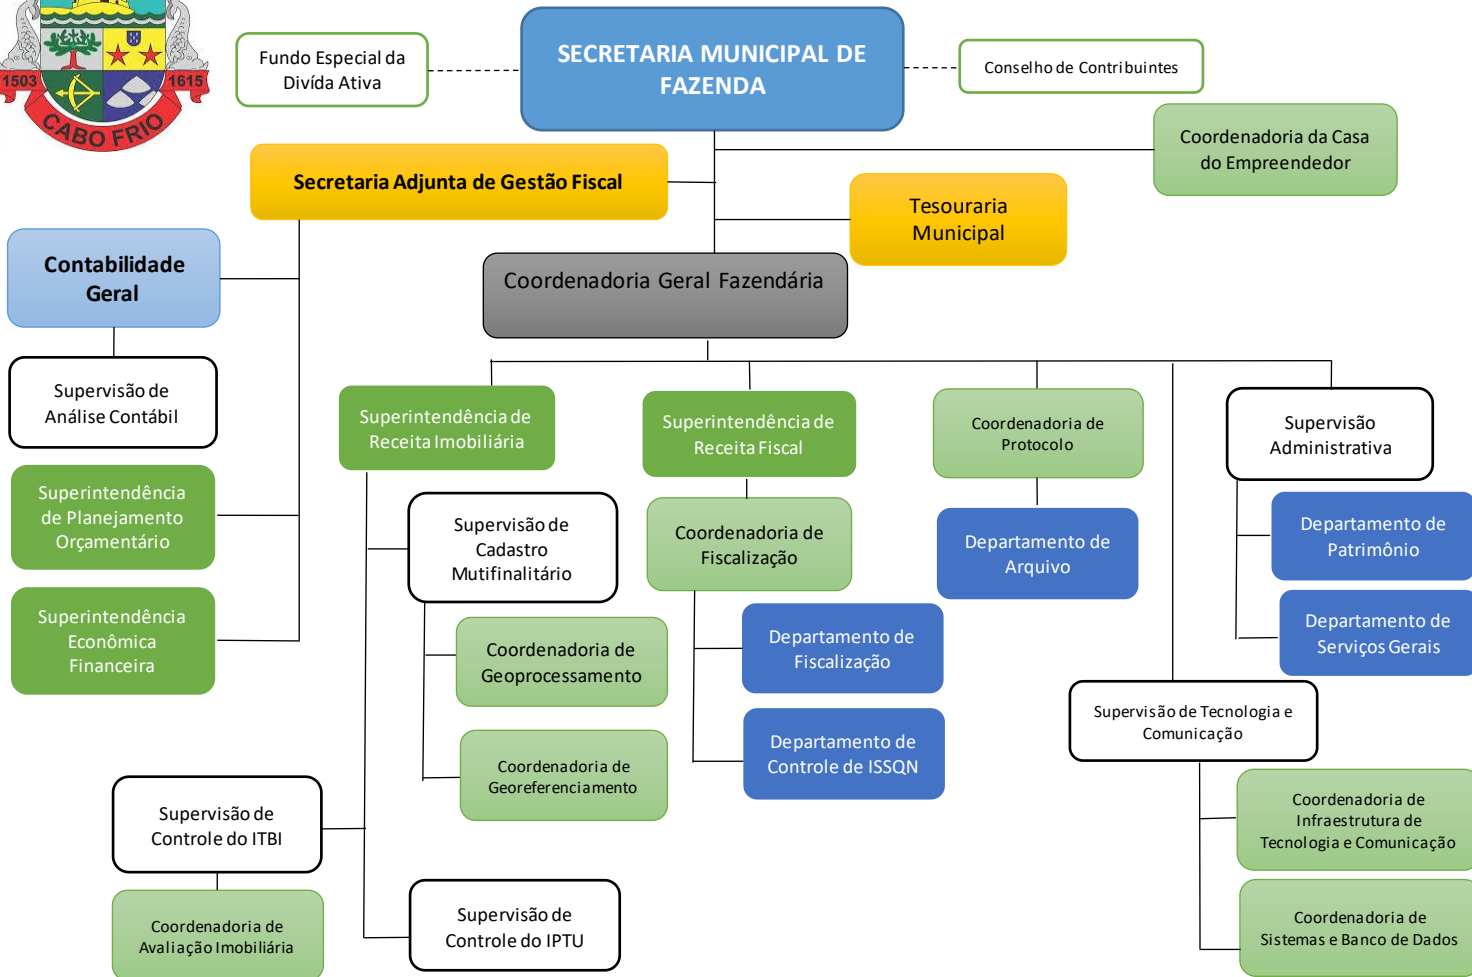 1503
1615
CABO FRIO
Fundo Especial da
Divída Ativa
SECRETARIA MUNICIPAL DE
FAZENDA
Conselho de Contribuintes
Coordenadoria da Casa
do Empreendedor
Secretaria Adjunta de Gestão Fiscal
Tesouraria
Municipal
Contabilidade
Geral
Coordenadoria Geral Fazendária
Supervisão de
Análise Contábil
Superintendência
de Planejamento
Orçamentário
Superintendência
Econômica
Financeira
Superintendência de
Receita Imobiliária
Supervisão de
Cadastro
Mutifinalitário
Coordenadoria de
Geoprocessamento
Coordenadoria de
Georeferenciamento
Supervisão de
Controle do ITBI
Coordenadoria de
Avaliação Imobiliária
Supervisão de
Controle do IPTU
Superintendência de
Receita Fiscal
Coordenadoria de
Fiscalização
Departamento de
Fiscalização
Departamento de
Controle de ISSQN
Coordenadoria de
Protocolo
Departamento de
Arquivo
Supervisão
Administrativa
Departamento de
Patrimônio
Departamento de
Serviços Gerais
Supervisão de Tecnologia e
Comunicação
Coordenadoria de
Infraestrutura de
Tecnologia e Comunicação
Coordenadoria de
Sistemas e Banco de Dados